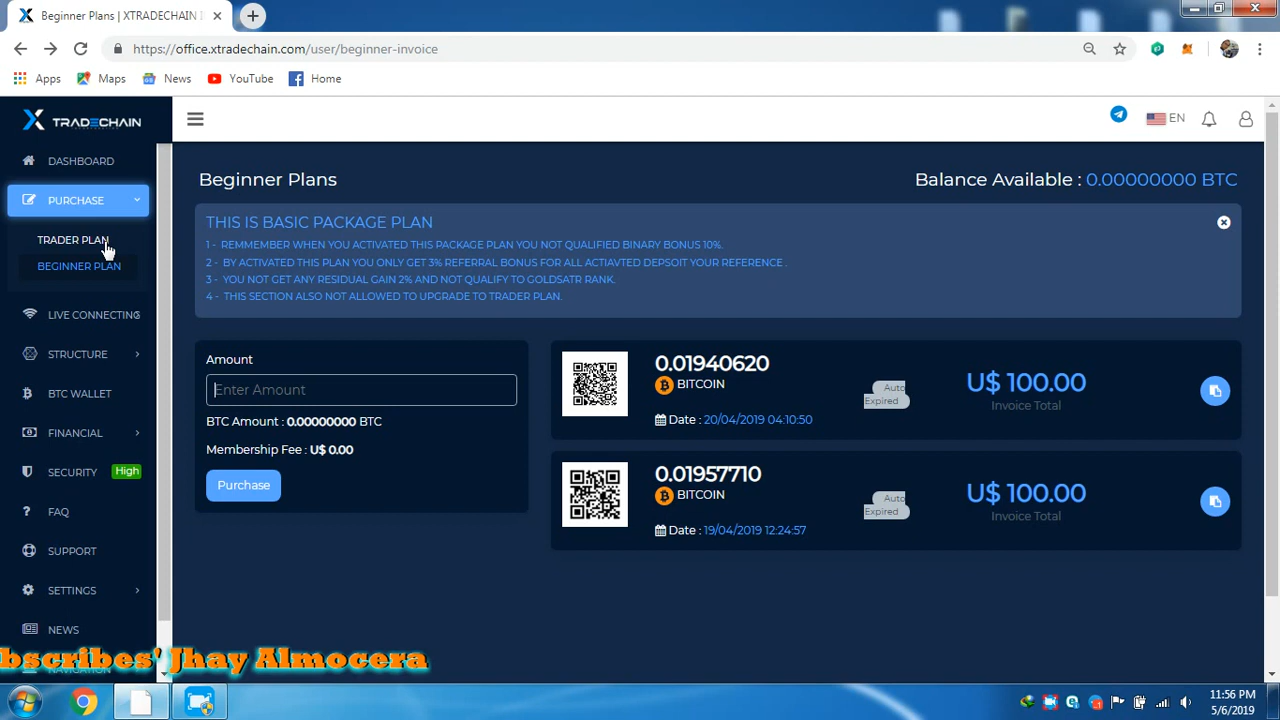 Beginner Plans | XTRADECHAIN I
https://office.xtradechain.com/user/beginner-invoice
Apps Maps News YouTube Home
X TRADECHAIN
EN
DASHBOARD
PURCHASE
TRADER PLAN
BEGINNER PLAN
LIVE CONNECTING
STRUCTURE
BTC WALLET
FINANCIAL
SECURITY High
FAQ
SUPPORT
SETTINGS
NEWS
NAVIGATION
Beginner Plans
Balance Available : 0.00000000 BTC
THIS IS BASIC PACKAGE PLAN
1 - REMMEMBER WHEN YOU ACTIVATED THIS PACKAGE PLAN YOU NOT QUALIFIED BINARY BONUS 10%.
2 - BY ACTIVATED THIS PLAN YOU ONLY GET 3% REFERRAL BONUS FOR ALL ACTIAVTED DEPSOIT YOUR REFERENCE .
3 - YOU NOT GET ANY RESIDUAL GAIN 2% AND NOT QUALIFY TO GOLDSATR RANK.
4 - THIS SECTION ALSO NOT ALLOWED TO UPGRADE TO TRADER PLAN.
Amount
Enter Amount
BTC Amount : 0.00000000 BTC
Membership Fee : U$ 0.00
Purchase
0.01940620
BITCOIN
Date : 20/04/2019 04:10:50
Auto
Expired
U$ 100.00
Invoice Total
0.01957710
BITCOIN
Date : 19/04/2019 12:24:57
Auto
Expired
U$ 100.00
Invoice Total
bscribes' Jhay Almocera
11:56 PM
5/6/2019